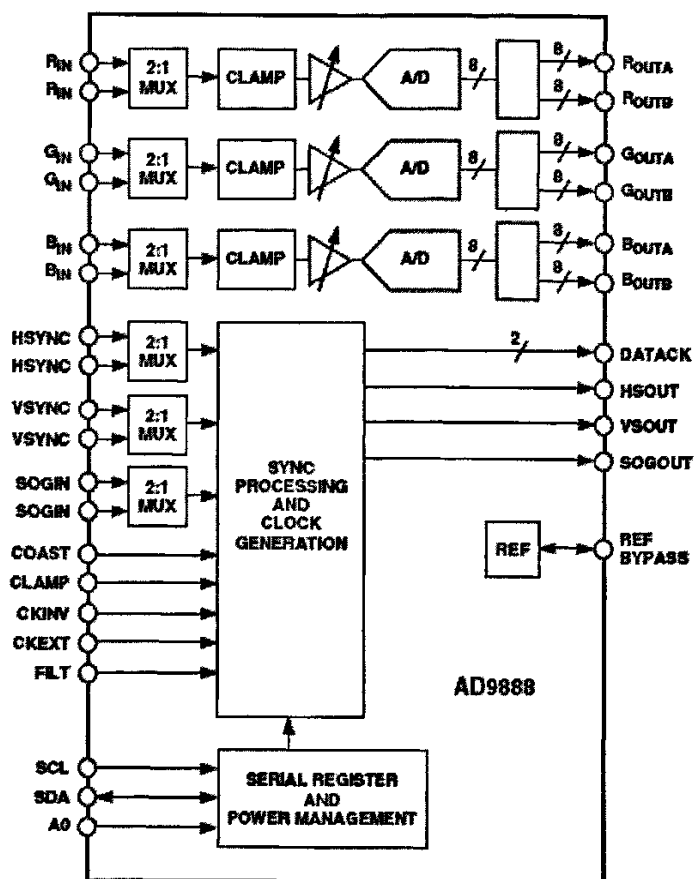 RIN 2:1 MUX CLAMP A/D 8 8 ROUTA
RIN 8 ROUTB
GIN 2:1 MUX CLAMP A/D 8 8 GOUTA
GIN 8 GOUTB
BIN 2:1 MUX CLAMP A/D 8 8 BOUTA
BIN 8 BOUTB
HSYNC 2:1 MUX 2 DATACK
HSYNC HSOUT
VSYNC 2:1 MUX VSOUT
VSYNC SOGOUT
SOGIN 2:1 MUX
SOGIN
SYNC
PROCESSING
AND
CLOCK
GENERATION
COAST
CLAMP
CKINV
CKEXT
FILT
REF
REF
BYPASS
AD9888
SCL
SDA
A0
SERIAL REGISTER
AND
POWER MANAGEMENT